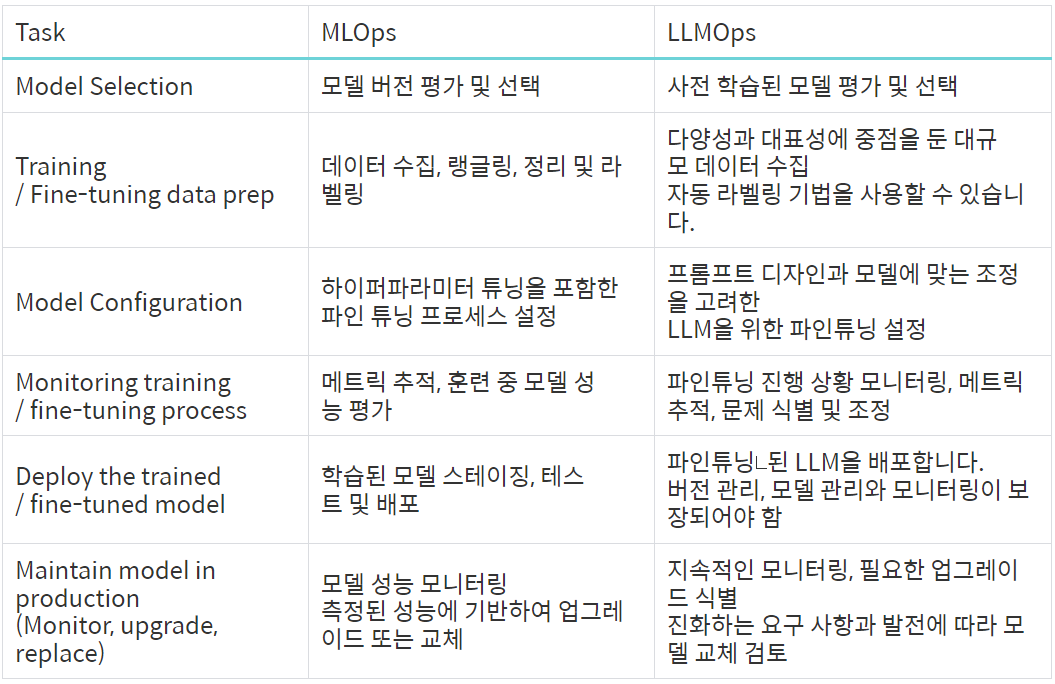 Task
MLOps
LLMOps
Model Selection
모델 버전 평가 및 선택
사전 학습된 모델 평가 및 선택
Training
/ Fine-tuning data prep
데이터 수집, 랭글링, 정리 및 라
벨링
다양성과 대표성에 중점을 둔 대규
모 데이터 수집
자동 라벨링 기법을 사용할 수 있습니
다.
Model Configuration
하이퍼파라미터 튜닝을 포함한
파인 튜닝 프로세스 설정
프롬프트 디자인과 모델에 맞는 조정
을 고려한
LLM을 위한 파인튜닝 설정
Monitoring training
/ fine-tuning process
메트릭 추적, 훈련 중 모델 성
능 평가
파인튜닝 진행 상황 모니터링, 메트릭
추적, 문제 식별 및 조정
Deploy the trained
/ fine-tuned model
학습된 모델 스테이징, 테스
트 및 배포
파인튜닝ㄴ된 LLM을 배포합니다.
버전 관리, 모델 관리와 모니터링이 보
장되어야 함
Maintain model in
production
(Monitor, upgrade,
replace)
모델 성능 모니터링
측정된 성능에 기반하여 업그레
이드 또는 교체
지속적인 모니터링, 필요한 업그레이
드 식별
진화하는 요구 사항과 발전에 따라 모
델 교체 검토